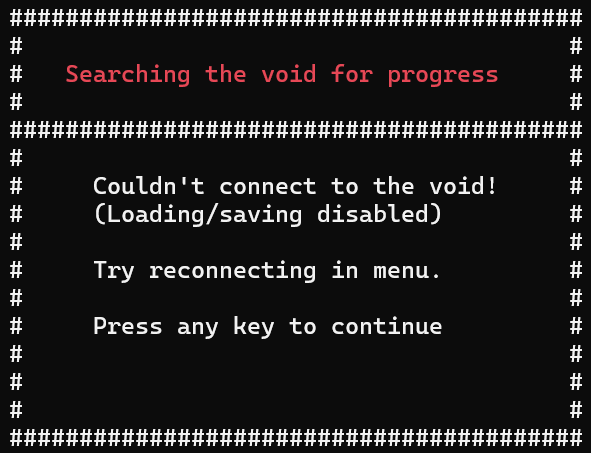 #########################################
# #
# Searching the void for progress #
# #
#########################################
# #
# Couldn't connect to the void! #
# (Loading/saving disabled) #
# #
# Try reconnecting in menu. #
# #
# Press any key to continue #
# #
# #
# #
#########################################